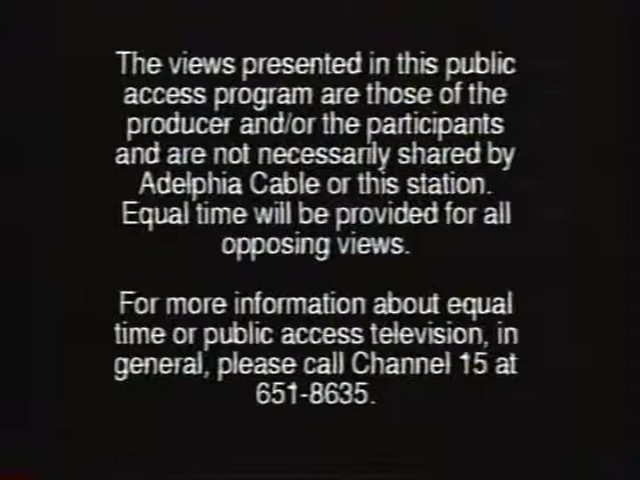 The views presented in this public
access program are those of the
producer and/or the participants
and are not necessarily shared by
Adelphia Cable or this station.
Equal time will be provided for all
opposing views.
For more information about equal
time or public access television, in
general, please call Channel 15 at
651-8635.